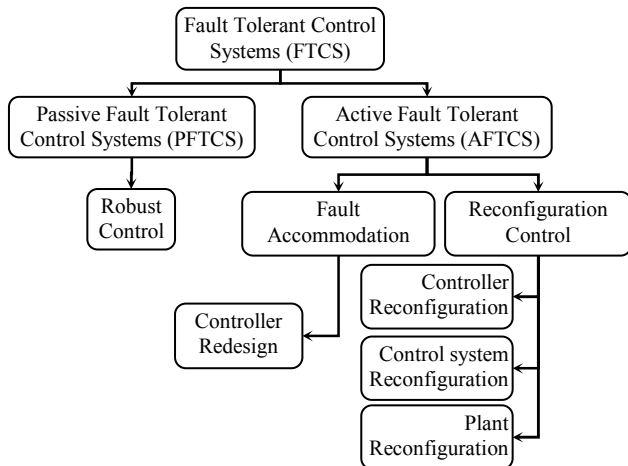 Fault Tolerant Control
Systems (FTCS)
Passive Fault Tolerant
Control Systems (PFTCS)
Active Fault Tolerant
Control Systems (AFTCS)
Robust
Control
Fault
Accommodation
Reconfiguration
Control
Controller
Redesign
Controller
Reconfiguration
Control system
Reconfiguration
Plant
Reconfiguration